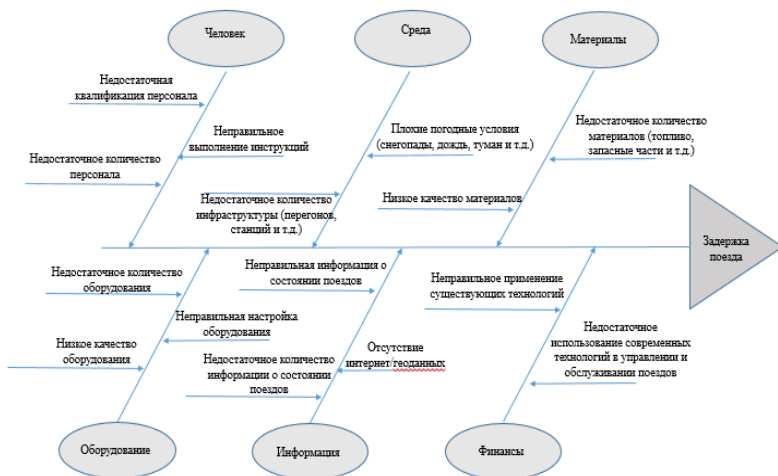 Человек
Среда
Материалы
Недостаточная
квалификация персонала
Неправильное
выполнение инструкций
Недостаточное количество
персонала
Плохие погодные условия
(снегопады, дождь, туман и т.д.)
Недостаточное количество
инфраструктуры (перегонов,
станций и т.д.)
Недостаточное количество
материалов (топливо,
запасные части и т.д.)
Низкое качество материалов
Задержка
поезда
Недостаточное количество
оборудования
Неправильная настройка
оборудования
Низкое качество
оборудования
Неправильная информация о
состоянии поездов
Отсутствие
интернет/геоданных
Недостаточное количество
информации о состоянии
поездов
Неправильное применение
существующих технологий
Недостаточное
использование современных
технологий в управлении и
обслуживании поездов
Оборудование
Информация
Финансы